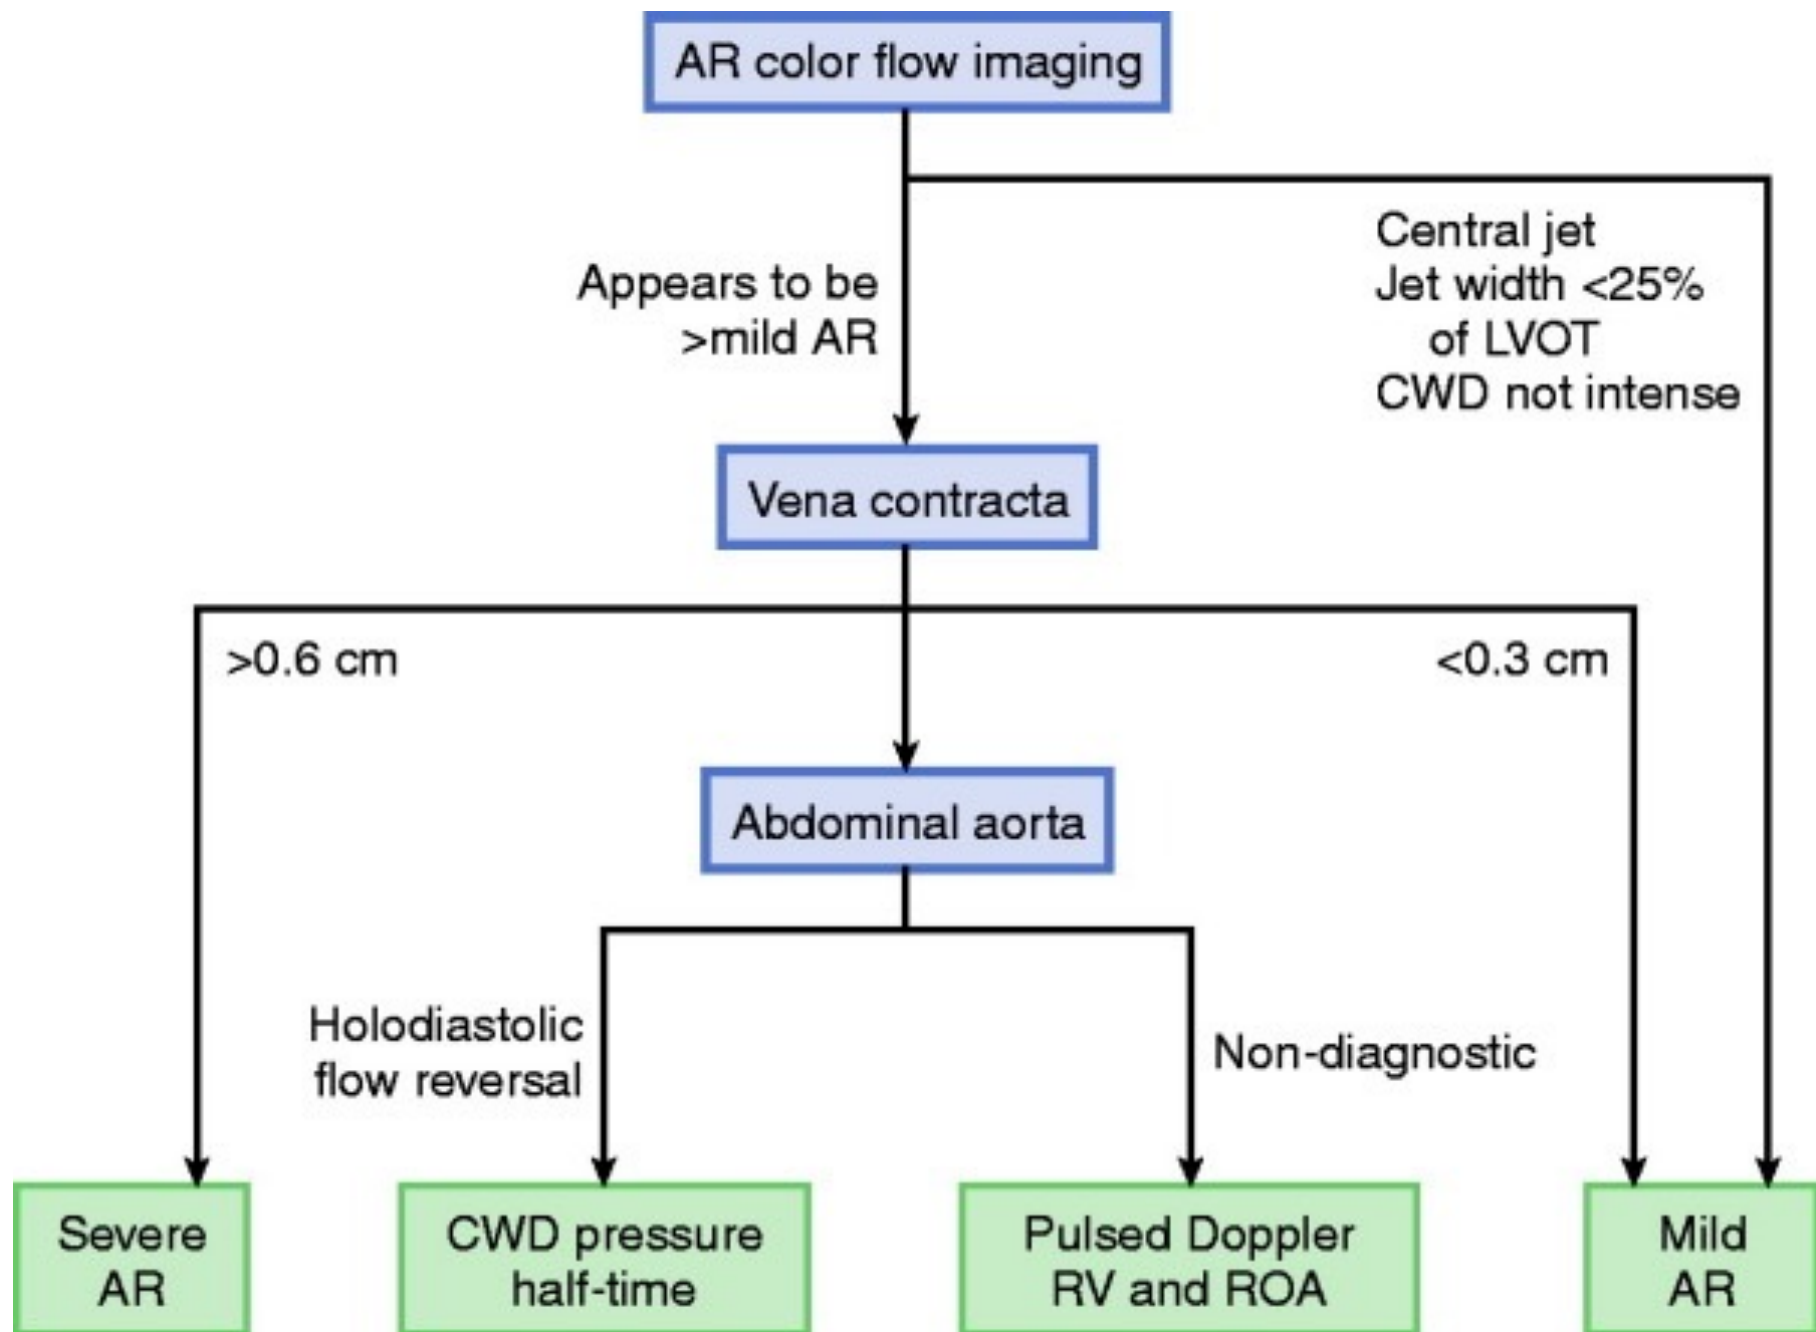 AR color flow imaging
Appears to be
>mild AR
Central jet
Jet width <25%
of LVOT
CWD not intense
Vena contracta
>0.6 cm
<0.3 cm
Abdominal aorta
Holodiastolic
flow reversal
Non-diagnostic
Severe
AR
CWD pressure
half-time
Pulsed Doppler
RV and ROA
Mild
AR